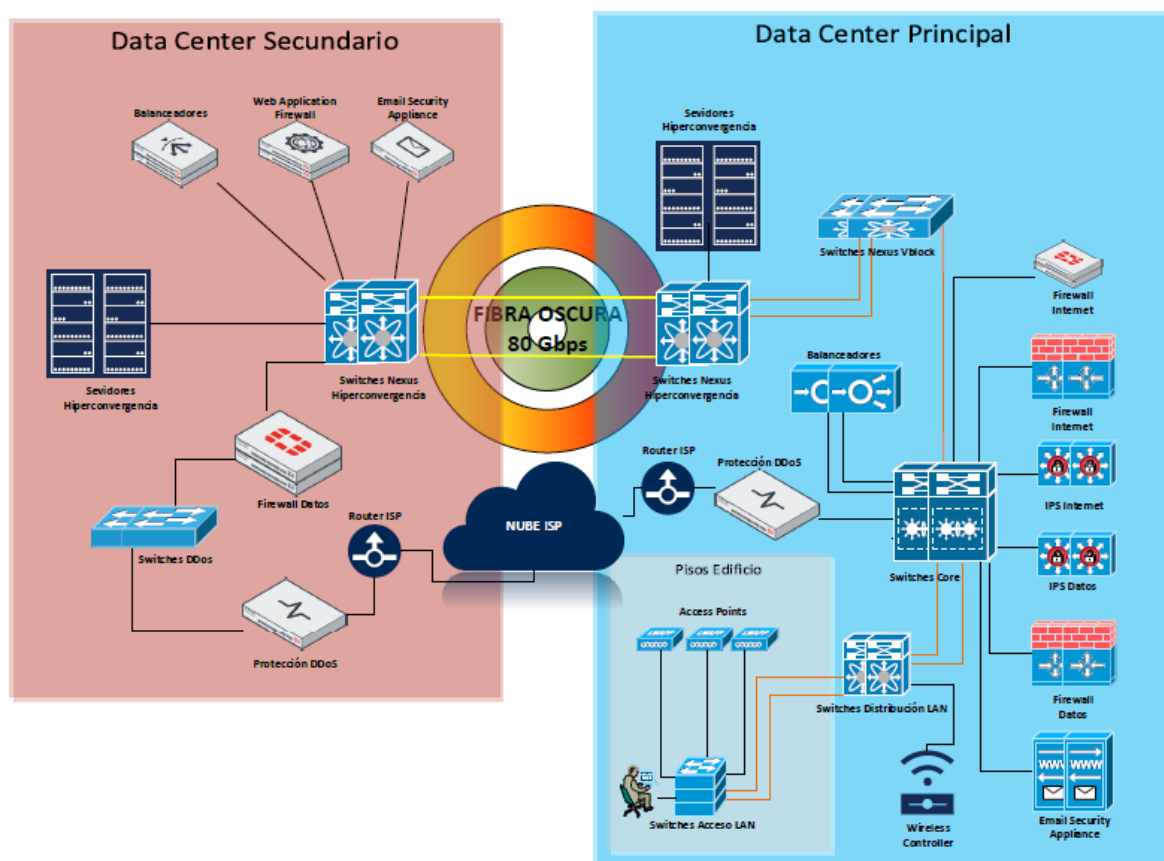 Data Center Secundario
Balanceadores
Web Application
Firewall
Email Security
Appliance
Sevidores
Hiperconvergencia
Switches Nexus
Hiperconvergencia
Firewall Datos
Switches DDos
Router ISP
Protección DDoS
FIBRA OSCURA
80 Gbps
NUBE ISP
Data Center Principal
Sevidores
Hiperconvergencia
Switches Nexus Vblock
Firewall
Internet
Switches Nexus
Hiperconvergencia
Balanceadores
Firewall
Internet
Router ISP
Protección DDoS
IPS Internet
Switches Core
IPS Datos
Pisos Edificio
Access Points
Switches Distribución LAN
Firewall
Datos
Switches Acceso LAN
Wireless
Controller
WWW
WWW
Email Security
Appliance